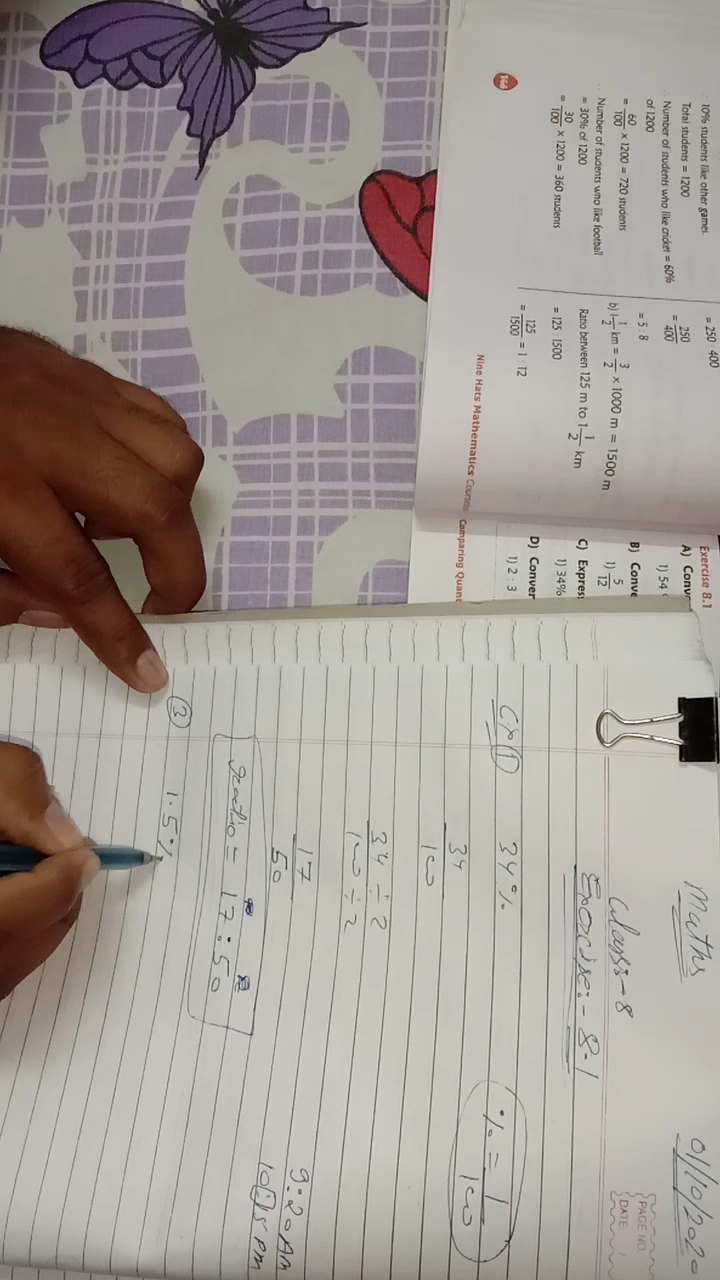 ∴ 10% students like other games.
Total students = 1200
∴ Number of students who like cricket = 60%
of 1200
= 60/100 × 1200 = 720 students
∴ Number of students who like football
= 30% of 1200
= 30/100 × 1200 = 360 students
144
= 250 : 400
= 250/400
= 5 : 8
b) 1 1/2 km = 3/2 × 1000 m = 1500 m
Ratio between 125 m to 1 1/2 km
= 125 : 1500
= 125/1500 = 1 : 12
Nine Hats Mathematics Course
Exercise 8.1
A) Conv
1) 54
B) Conve
1) 5/12
C) Expres
1) 34%
D) Conver
1) 2 : 3
Comparing Quant
Maths
01/10/2020
PAGE NO.
DATE:
Class → 8
Exercise:- 8.1
C) 1) 34%
% = 1/100
34/100
34 ÷ 2/100 ÷ 2
17/50
9:20 AM
Ratio = 17 : 50
3 1.5%